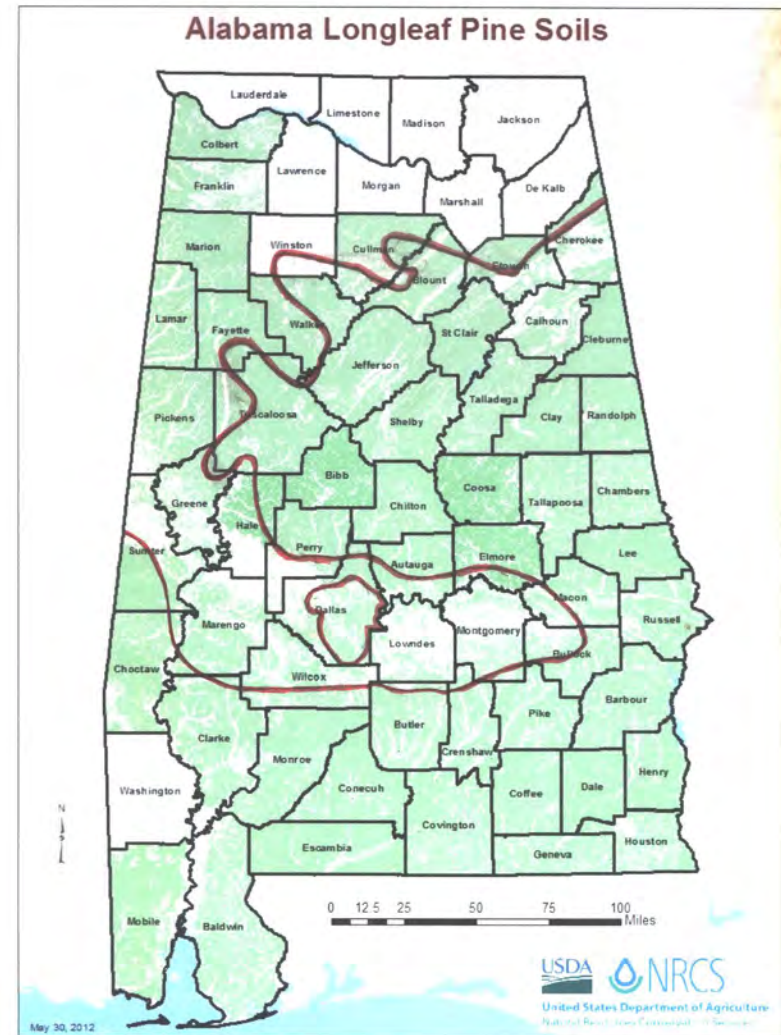 Alabama Longleaf Pine Soils
Lauderdale
Limestone
Madison
Jackson
Colbert
Lawrence
Franklin
Morgan
Marshall
De Kalb
Marion
Winston
Cullman
Blount
Etowah
Cherokee
Lamar
Fayette
Walker
Jefferson
St Clair
Calhoun
Cleburne
Pickens
Tuscaloosa
Shelby
Talladega
Clay
Randolph
Greene
Hale
Bibb
Chilton
Coosa
Tallapoosa
Chambers
Sumter
Perry
Autauga
Elmore
Lee
Macon
Russell
Marengo
Dallas
Lowndes
Montgomery
Bullock
Choctaw
Wilcox
Clarke
Butler
Crenshaw
Pike
Barbour
Washington
Monroe
Conecuh
Coffee
Dale
Henry
Covington
Escambia
Geneva
Houston
N
Mobile
Baldwin
0 12.5 25 50 75 100
Miles
USDA NRCS
United States Department of Agriculture
Natural Resources Conservation Service
May 30, 2012